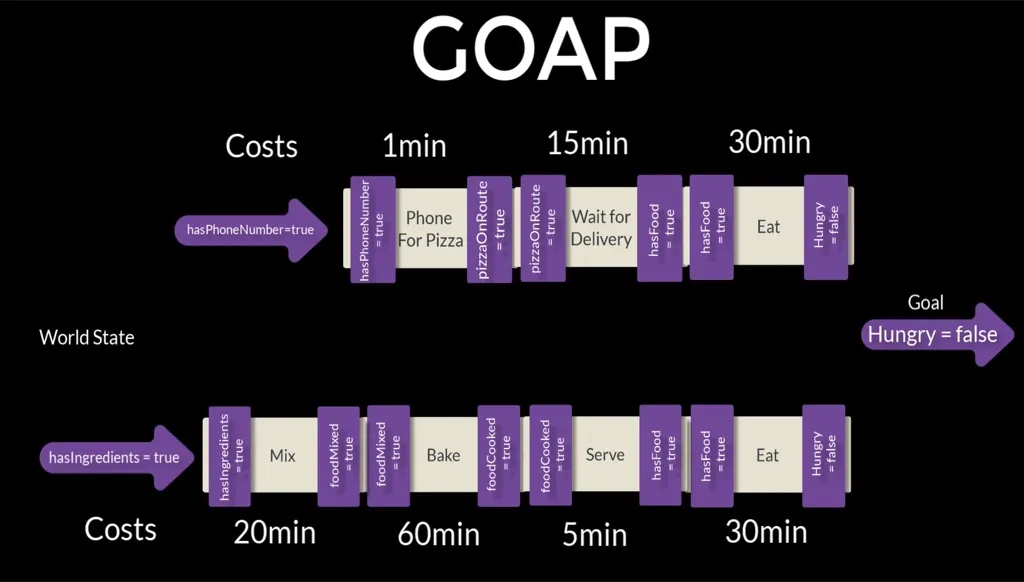 GOAP
Costs
1min
15min
30min
hasPhoneNumber=true
hasPhoneNumber
= true
Phone
For Pizza
pizzaOnRoute
= true
pizzaOnRoute
= true
Wait for
Delivery
hasFood
= true
hasFood
= true
Eat
Hungry
= false
World State
Goal
Hungry = false
hasIngredients = true
hasIngredients
= true
Mix
foodMixed
= true
foodMixed
= true
Bake
foodCooked
= true
foodCooked
= true
Serve
hasFood
= true
hasFood
= true
Eat
Hungry
= false
Costs
20min
60min
5min
30min